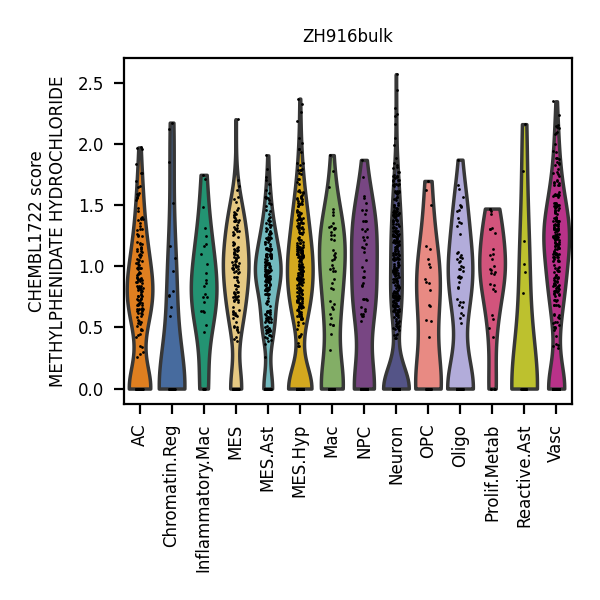 ZH916bulk
CHEMBL1722 score
METHYLPHENIDATE HYDROCHLORIDE
2.5
2.0
1.5
1.0
0.5
0.0
AC
Chromatin.Reg
Inflammatory.Mac
MES
MES.Ast
MES.Hyp
Mac
NPC
Neuron
OPC
Oligo
Prolif.Metab
Reactive.Ast
Vasc